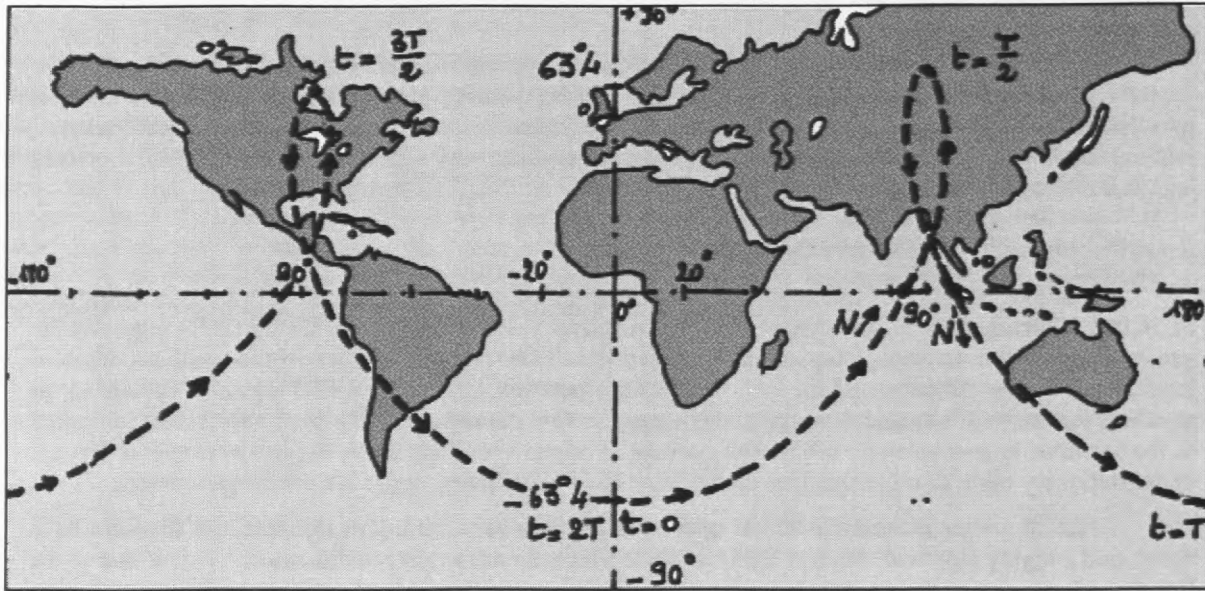 +90°
t = 3T/2
63°4
t = T/2
-180°
90°
-20°
0°
20°
90°
180°
N
N
-63°4
t = 2T
t = 0
t = T
-90°